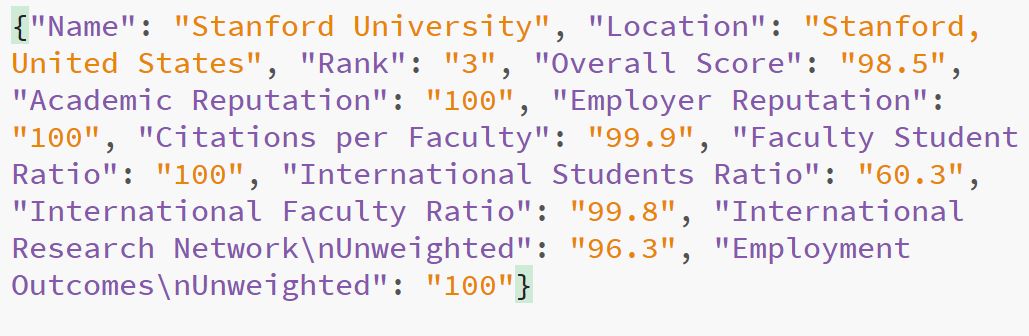 {"Name": "Stanford University", "Location": "Stanford,
United States", "Rank": "3", "Overall Score": "98.5",
"Academic Reputation": "100", "Employer Reputation":
"100", "Citations per Faculty": "99.9", "Faculty Student
Ratio": "100", "International Students Ratio": "60.3",
"International Faculty Ratio": "99.8", "International
Research Network\nUnweighted": "96.3", "Employment
Outcomes\nUnweighted": "100"}